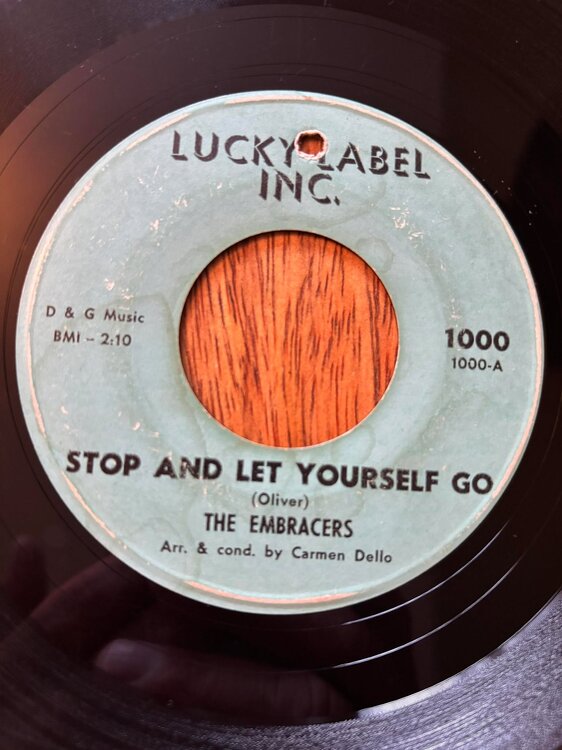 LUCKY LABEL
INC.
D & G Music
BMI - 2:10
1000
1000-A
STOP AND LET YOURSELF GO
(Oliver)
THE EMBRACERS
Arr. & cond. by Carmen Dello